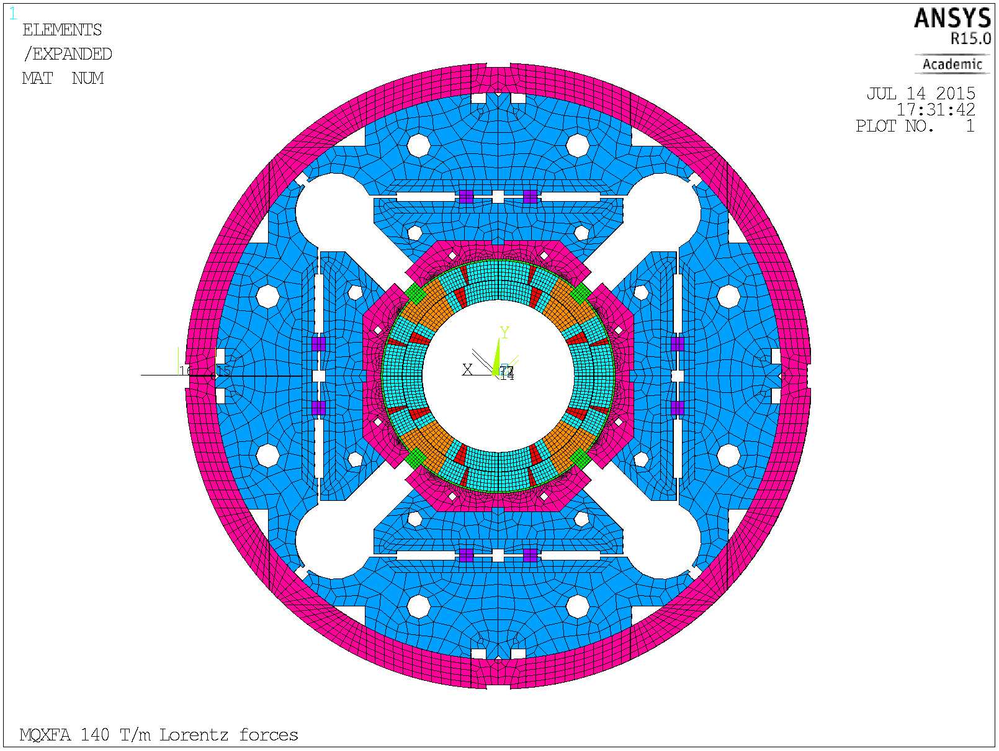 1
ELEMENTS
/EXPANDED
MAT NUM
ANSYS
R15.0
Academic
JUL 14 2015
17:31:42
PLOT NO. 1
Y
X
Z
MQXFA 140 T/m Lorentz forces